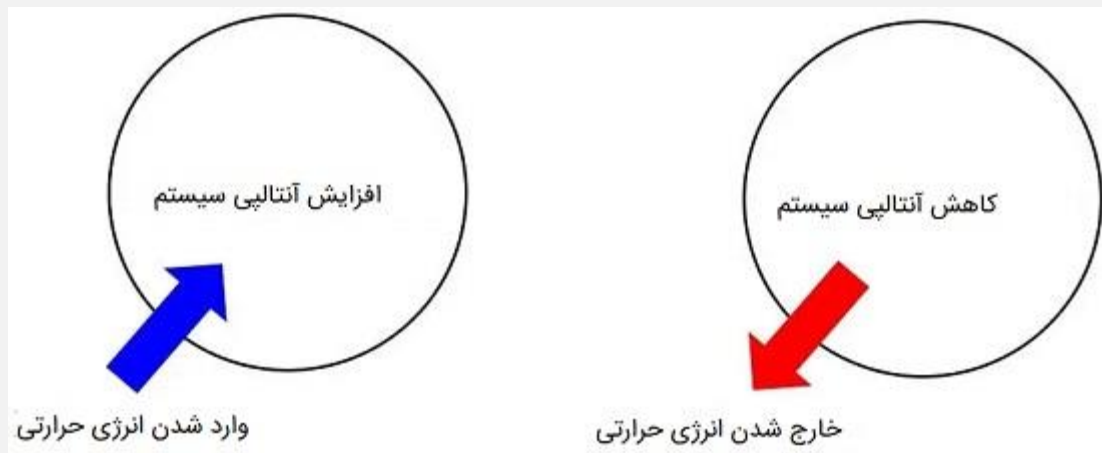 افزایش آنتالپی سیستم
کاهش آنتالپی سیستم
وارد شدن انرژی حرارتی
خارج شدن انرژی حرارتی